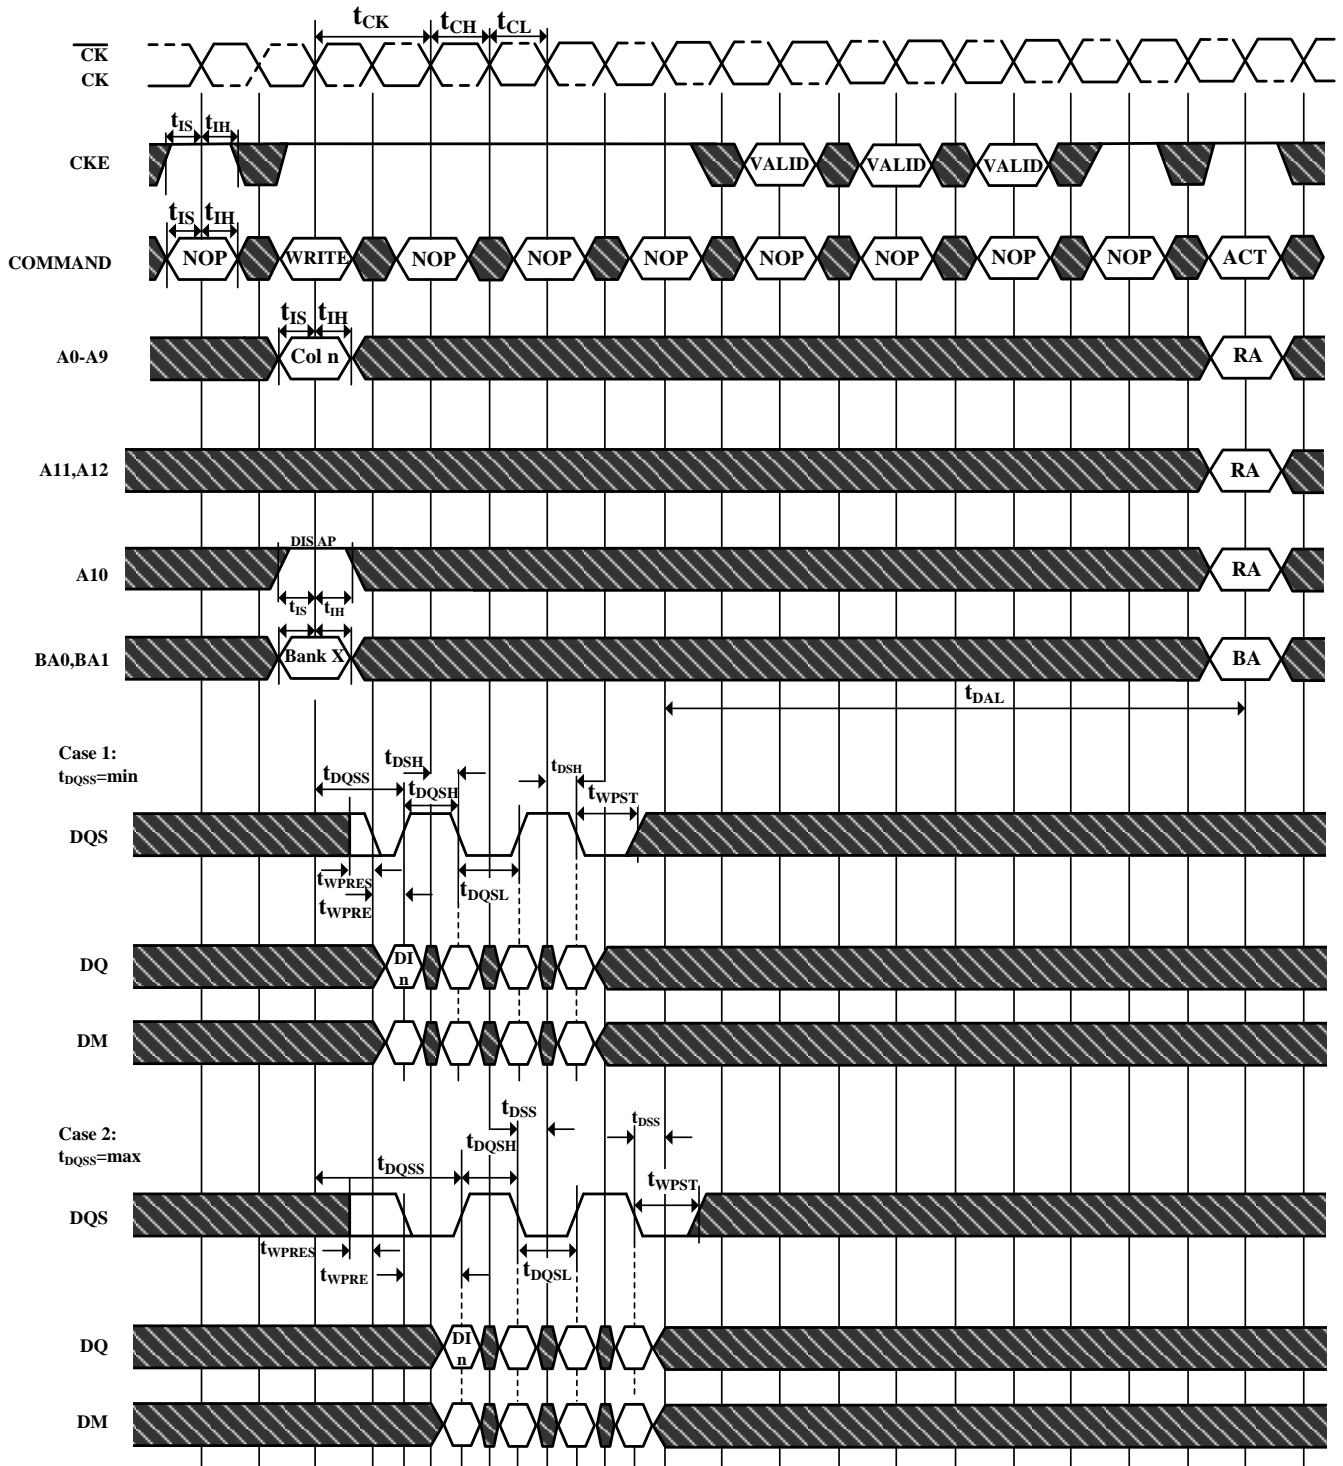 tCK tCH tCL
CK
CK
tIS tIH
CKE VALID VALID VALID
tIS tIH
COMMAND NOP WRITE NOP NOP NOP NOP NOP NOP NOP ACT
tIS tIH
A0-A9 Col n RA
A11,A12 RA
DIS AP
A10 RA
tIS tIH
BA0,BA1 Bank X BA
tDAL
Case 1:
tDQSS=min
tDSH tDSH
tDQSS tDQSH tWPST
DQS
tWPRES tDQSL
tWPRE
DQ DI
n
DM
tDSS tDSS
Case 2:
tDQSS=max
tDQSH
tDQSS tWPST
DQS
tWPRES
tWPRE tDQSL
DQ DI
n
DM